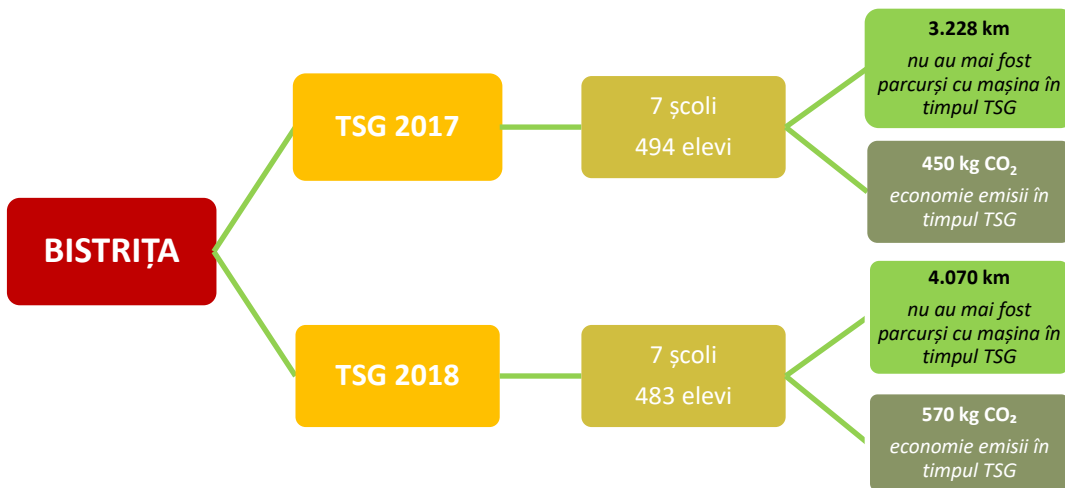 BISTRIȚA
TSG 2017
7 școli
494 elevi
3.228 km
nu au mai fost
parcurși cu mașina în
timpul TSG
450 kg CO₂
economie emisii în
timpul TSG
TSG 2018
7 școli
483 elevi
4.070 km
nu au mai fost
parcurși cu mașina în
timpul TSG
570 kg CO₂
economie emisii în
timpul TSG